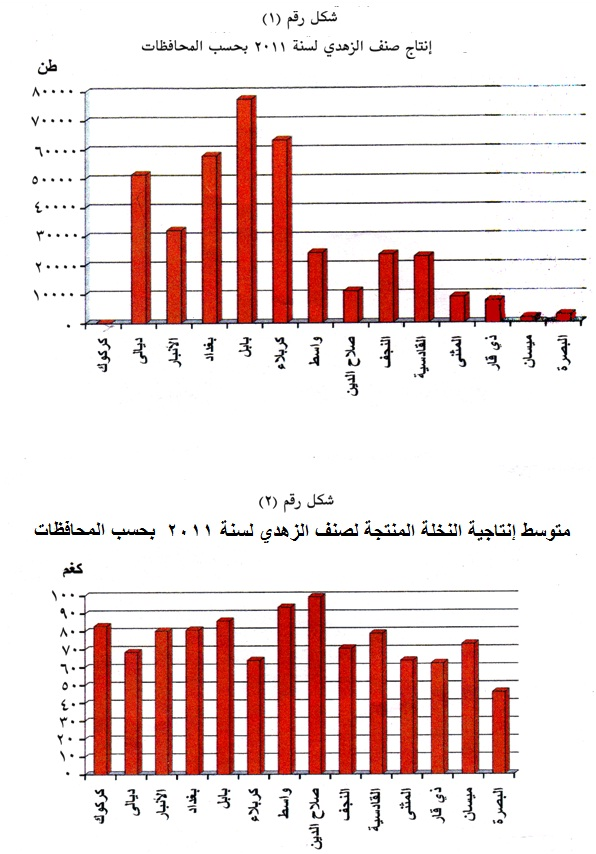 شكل رقم (١)
إنتاج صنف الزهدي لسنة ٢٠١١ بحسب المحافظات
طن
٨٠٠٠٠
٧٠٠٠٠
٦٠٠٠٠
٥٠٠٠٠
٤٠٠٠٠
٣٠٠٠٠
٢٠٠٠٠
١٠٠٠٠
٠
كركوك
ديالى
الأنبار
بغداد
بابل
كربلاء
واسط
صلاح الدين
النجف
القادسية
المثنى
ذي قار
ميسان
البصرة
شكل رقم (٢)
متوسط إنتاجية النخلة المنتجة لصنف الزهدي لسنة ٢٠١١ بحسب المحافظات
كغم
١٠٠
٩٠
٨٠
٧٠
٦٠
٥٠
٤٠
٣٠
٢٠
١٠
٠
كركوك
ديالى
الأنبار
بغداد
بابل
كربلاء
واسط
صلاح الدين
النجف
القادسية
المثنى
ذي قار
ميسان
البصرة